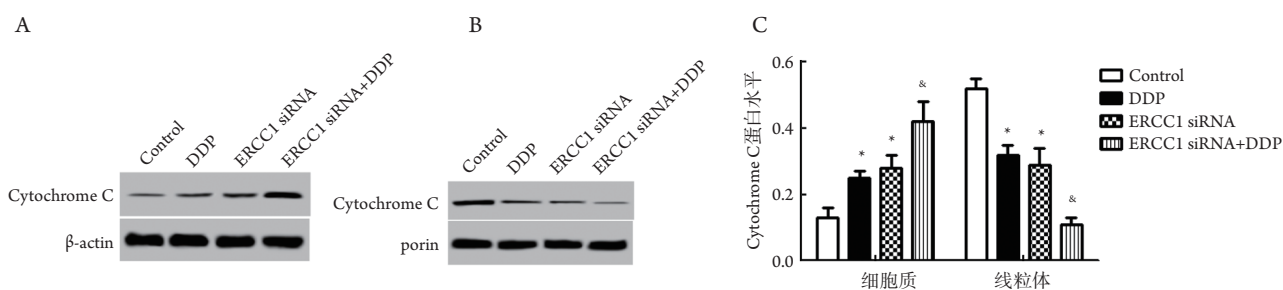 A
Control
DDP
ERCC1 siRNA
ERCC1 siRNA+DDP
Cytochrome C
β-actin
B
Control
DDP
ERCC1 siRNA
ERCC1 siRNA+DDP
Cytochrome C
porin
C
Cytochrome C蛋白水平
0.6
0.4
0.2
0.0
* * &
* * &
细胞质 线粒体
Control
DDP
ERCC1 siRNA
ERCC1 siRNA+DDP